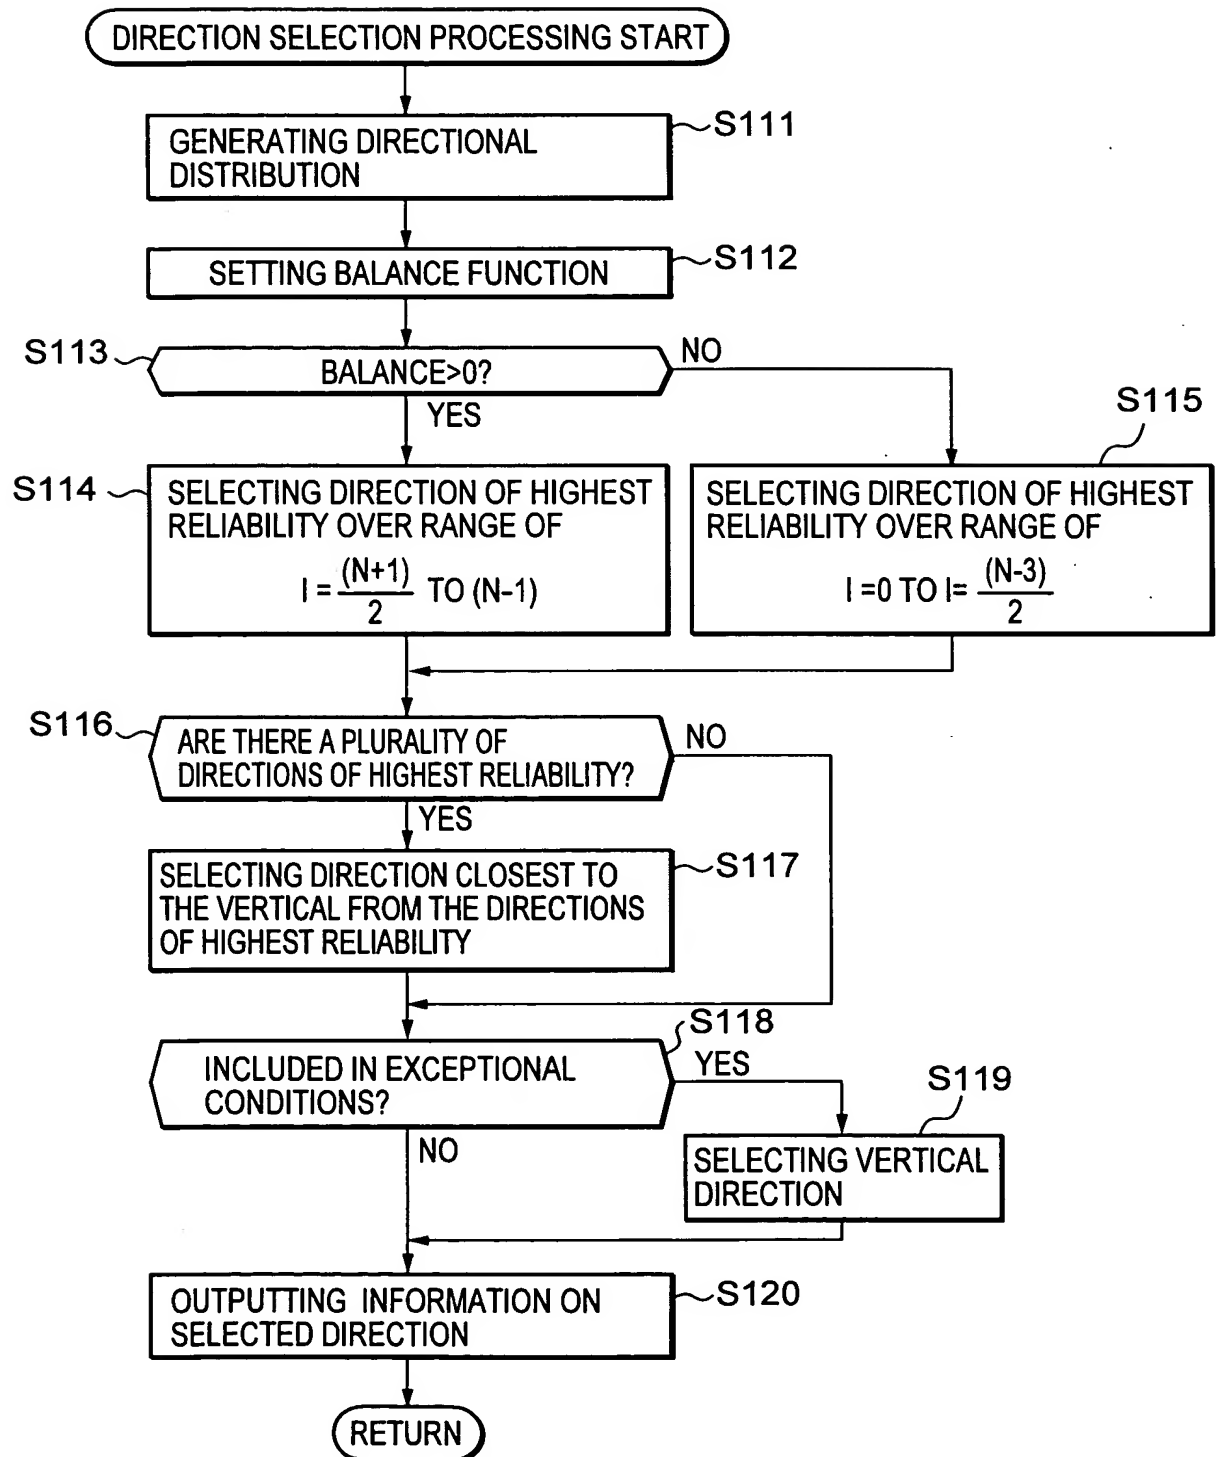 DIRECTION SELECTION PROCESSING START
GENERATING DIRECTIONAL
DISTRIBUTION
S111
SETTING BALANCE FUNCTION
S112
S113
BALANCE>0?
NO
YES
S115
S114
SELECTING DIRECTION OF HIGHEST
RELIABILITY OVER RANGE OF
I = (N+1)/2 TO (N-1)
SELECTING DIRECTION OF HIGHEST
RELIABILITY OVER RANGE OF
I =0 TO I= (N-3)/2
S116
ARE THERE A PLURALITY OF
DIRECTIONS OF HIGHEST RELIABILITY?
NO
YES
S117
SELECTING DIRECTION CLOSEST TO
THE VERTICAL FROM THE DIRECTIONS
OF HIGHEST RELIABILITY
S118
INCLUDED IN EXCEPTIONAL
CONDITIONS?
YES
S119
NO
SELECTING VERTICAL
DIRECTION
OUTPUTTING INFORMATION ON
SELECTED DIRECTION
S120
RETURN